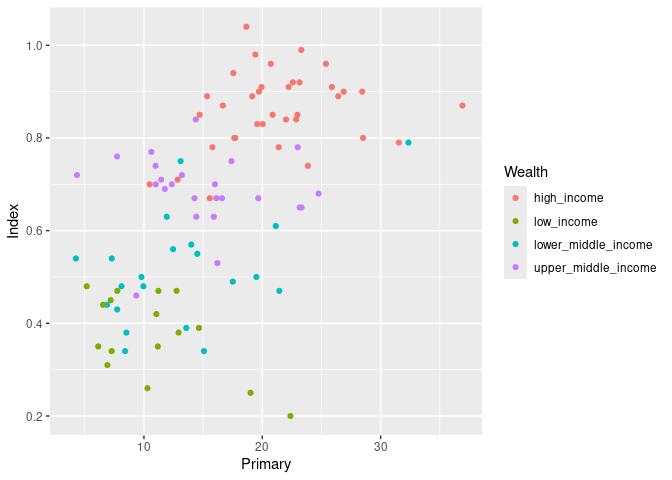 1.0
0.8
0.6
0.4
0.2
Index
10 20 30
Primary
Wealth
high_income
low_income
lower_middle_income
upper_middle_income